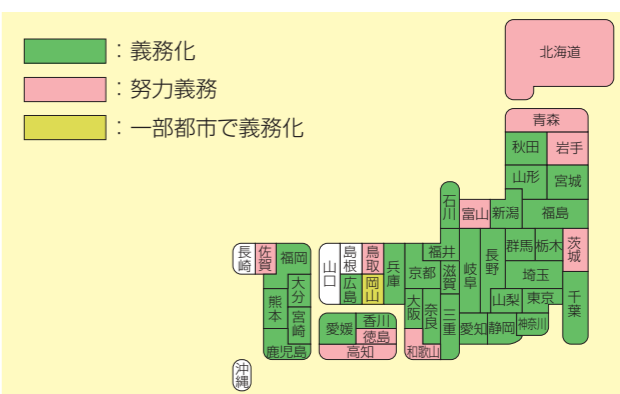 ：義務化
：努力義務
：一部都市で義務化
北海道
青森
秋田
岩手
山形
宮城
石川
富山
新潟
福島
長崎
佐賀
福岡
山口
島根
鳥取
兵庫
福井
京都
滋賀
岐阜
長野
群馬
栃木
茨城
広島
岡山
埼玉
大分
熊本
宮崎
大阪
奈良
三重
山梨
東京
千葉
愛媛
香川
徳島
愛知
静岡
神奈川
鹿児島
高知
和歌山
沖縄